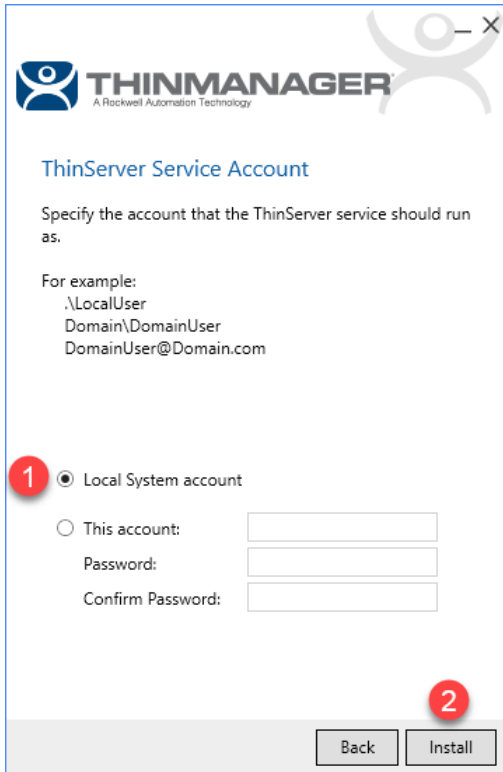 THINMANAGER
A Rockwell Automation Technology
ThinServer Service Account
Specify the account that the ThinServer service should run
as.
For example:
.\LocalUser
Domain\DomainUser
DomainUser@Domain.com
1
Local System account
This account:
Password:
Confirm Password:
2
Back Install